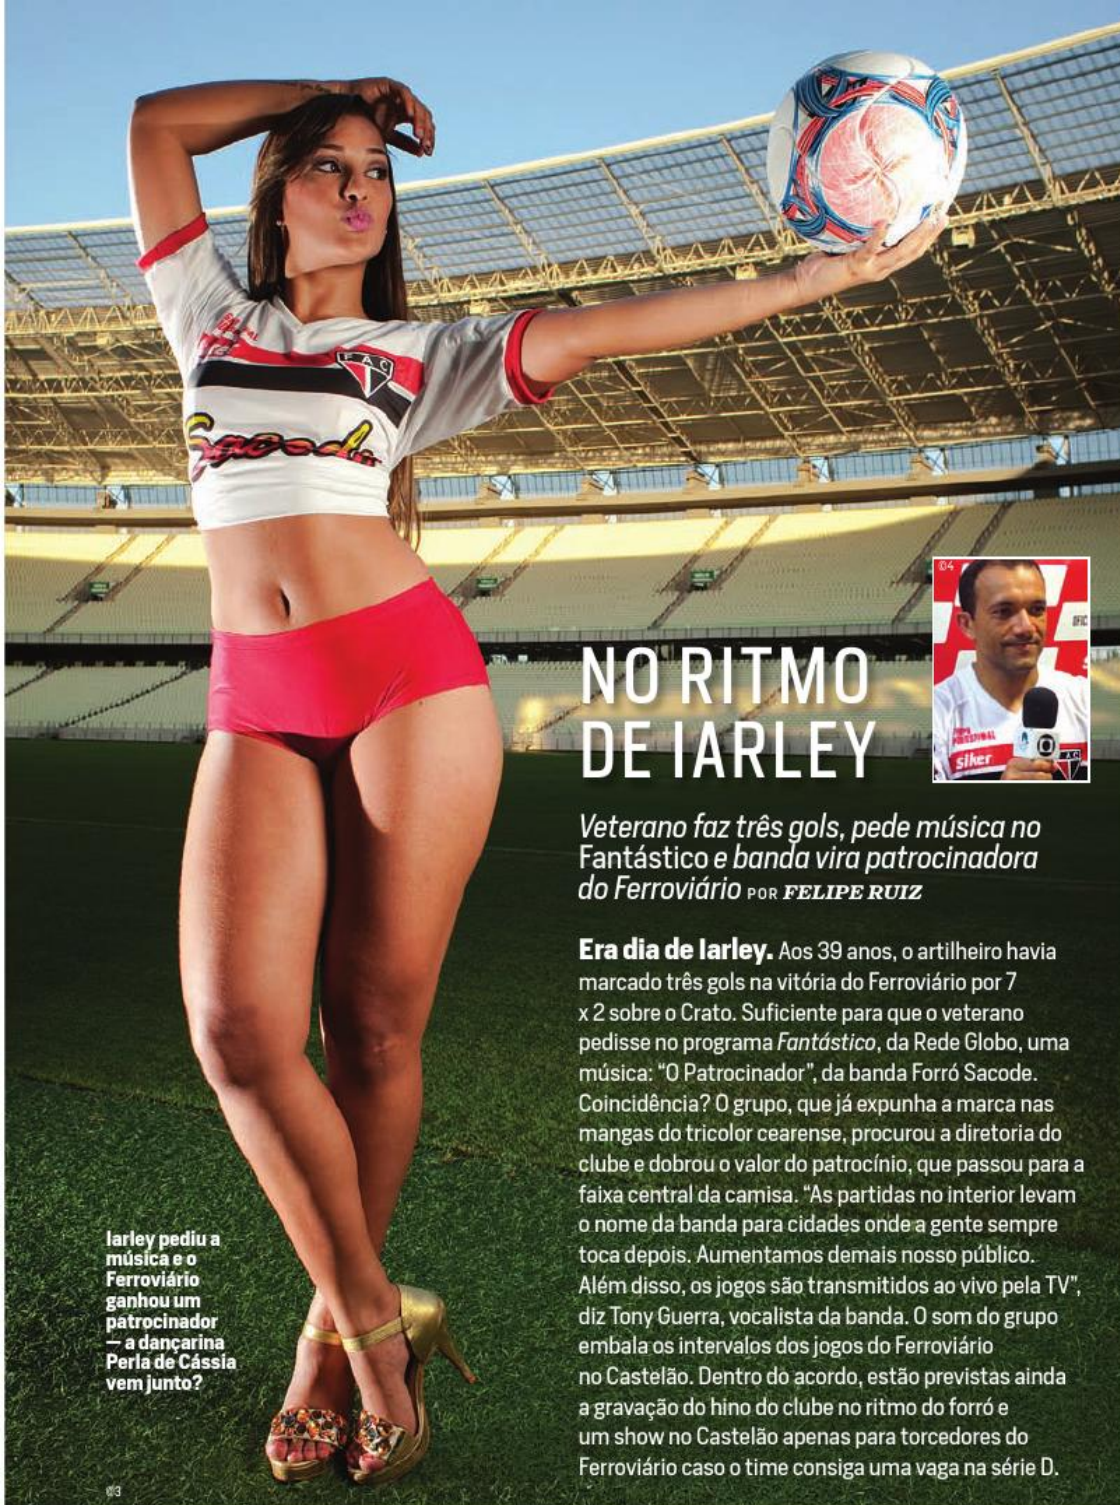 FAC
Sacode
©4
siker
NO RITMO
DE IARLEY
Veterano faz três gols, pede música no
Fantástico e banda vira patrocinadora
do Ferroviário POR FELIPE RUIZ
Era dia de Iarley. Aos 39 anos, o artilheiro havia
marcado três gols na vitória do Ferroviário por 7
x 2 sobre o Crato. Suficiente para que o veterano
pedisse no programa Fantástico, da Rede Globo, uma
música: “O Patrocinador”, da banda Forró Sacode.
Coincidência? O grupo, que já expunha a marca nas
mangas do tricolor cearense, procurou a diretoria do
clube e dobrou o valor do patrocínio, que passou para a
faixa central da camisa. “As partidas no interior levam
o nome da banda para cidades onde a gente sempre
toca depois. Aumentamos demais nosso público.
Além disso, os jogos são transmitidos ao vivo pela TV”,
diz Tony Guerra, vocalista da banda. O som do grupo
embala os intervalos dos jogos do Ferroviário
no Castelão. Dentro do acordo, estão previstas ainda
a gravação do hino do clube no ritmo do forró e
um show no Castelão apenas para torcedores do
Ferroviário caso o time consiga uma vaga na série D.
Iarley pediu a
música e o
Ferroviário
ganhou um
patrocinador
— a dançarina
Perla de Cássia
vem junto?
©3